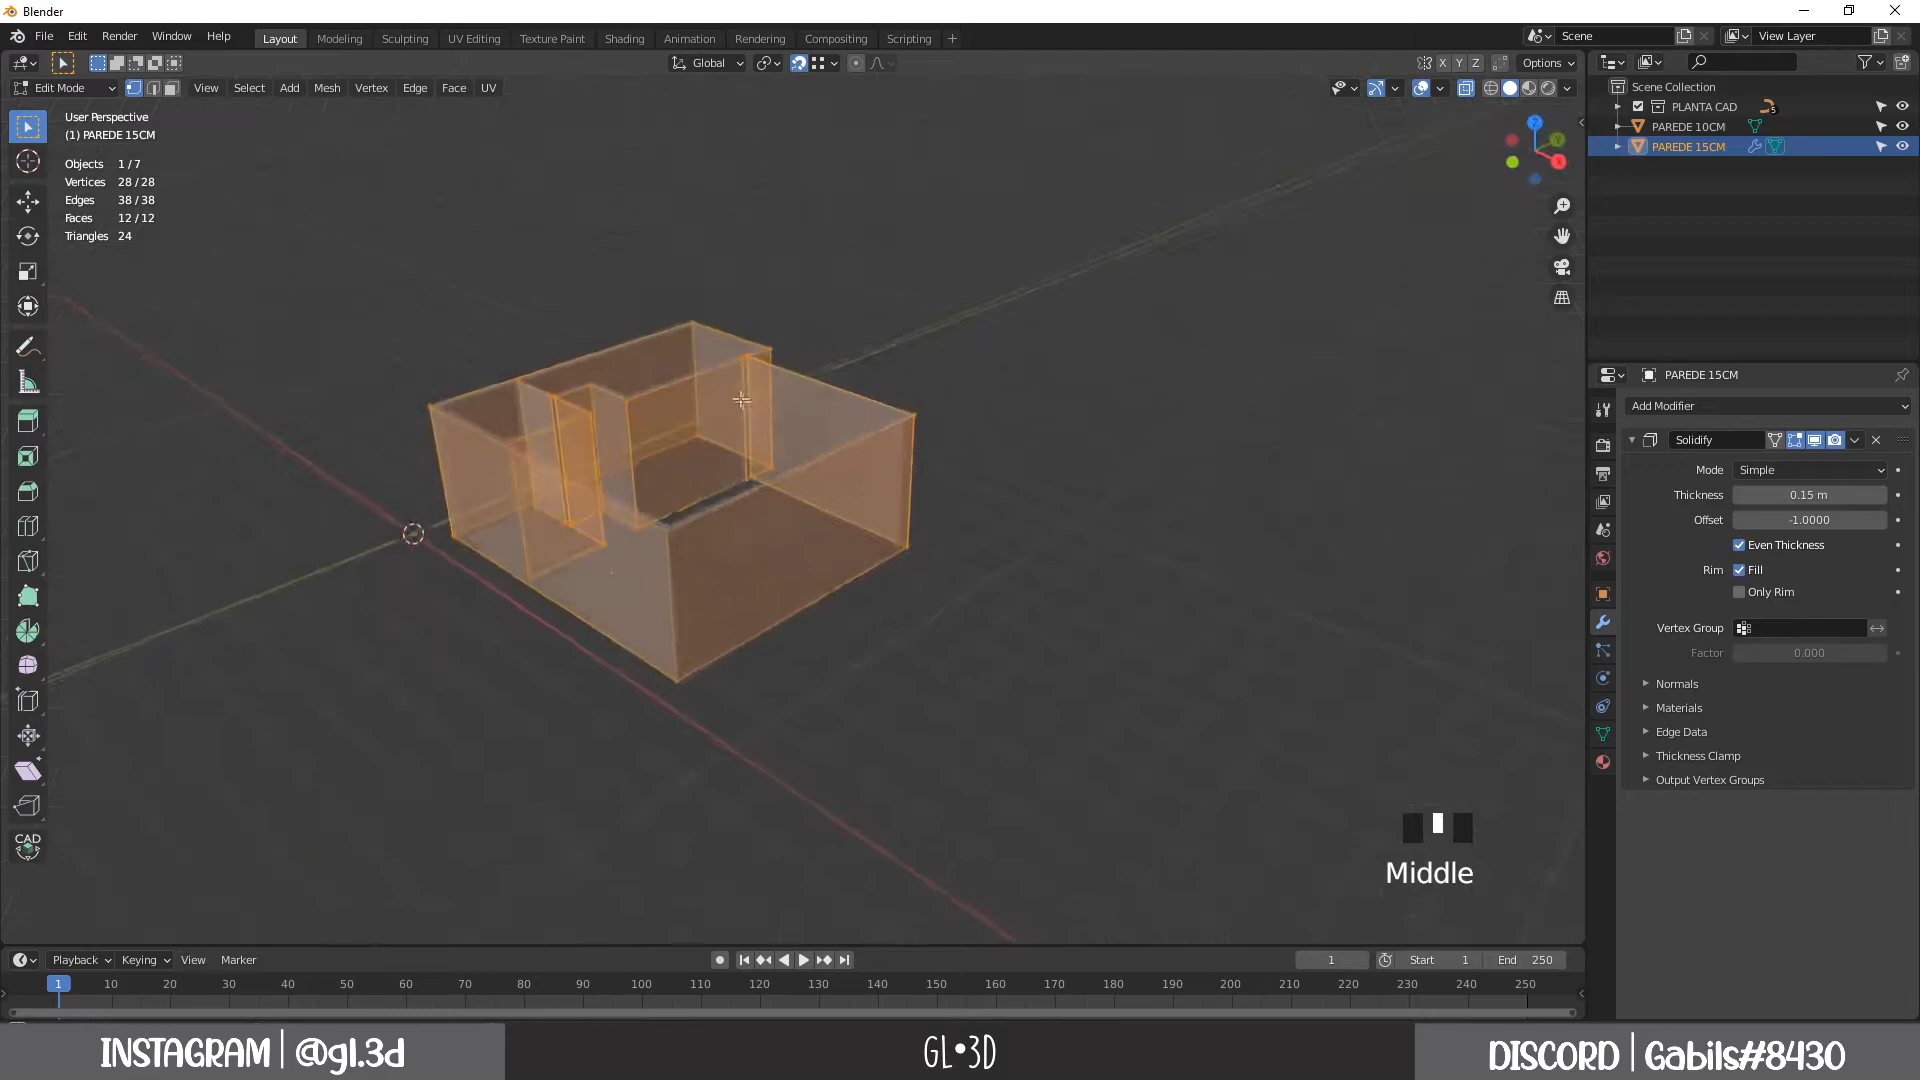 Blender
File Edit Render Window Help Layout Modeling Sculpting UV Editing Texture Paint Shading Animation Rendering Compositing Scripting + Scene View Layer
Global X Y Z Options
Edit Mode View Select Add Mesh Vertex Edge Face UV
User Perspective
(1) PAREDE 15CM
Objects 1 / 7
Vertices 28 / 28
Edges 38 / 38
Faces 12 / 12
Triangles 24
CAD
Z
Y
X
Scene Collection
PLANTA CAD 5
PAREDE 10CM
PAREDE 15CM
PAREDE 15CM
Add Modifier
Solidify
Mode Simple
Thickness 0.15 m
Offset -1.0000
Even Thickness
Rim Fill
Only Rim
Vertex Group
Factor 0.000
Normals
Materials
Edge Data
Thickness Clamp
Output Vertex Groups
Middle
Playback Keying View Marker 1 Start 1 End 250
1 10 20 30 40 50 60 70 80 90 100 110 120 130 140 150 160 170 180 190 200 210 220 230 240 250
INSTAGRAM | @gl.3d GL•3D DISCORD | Gabils#8430